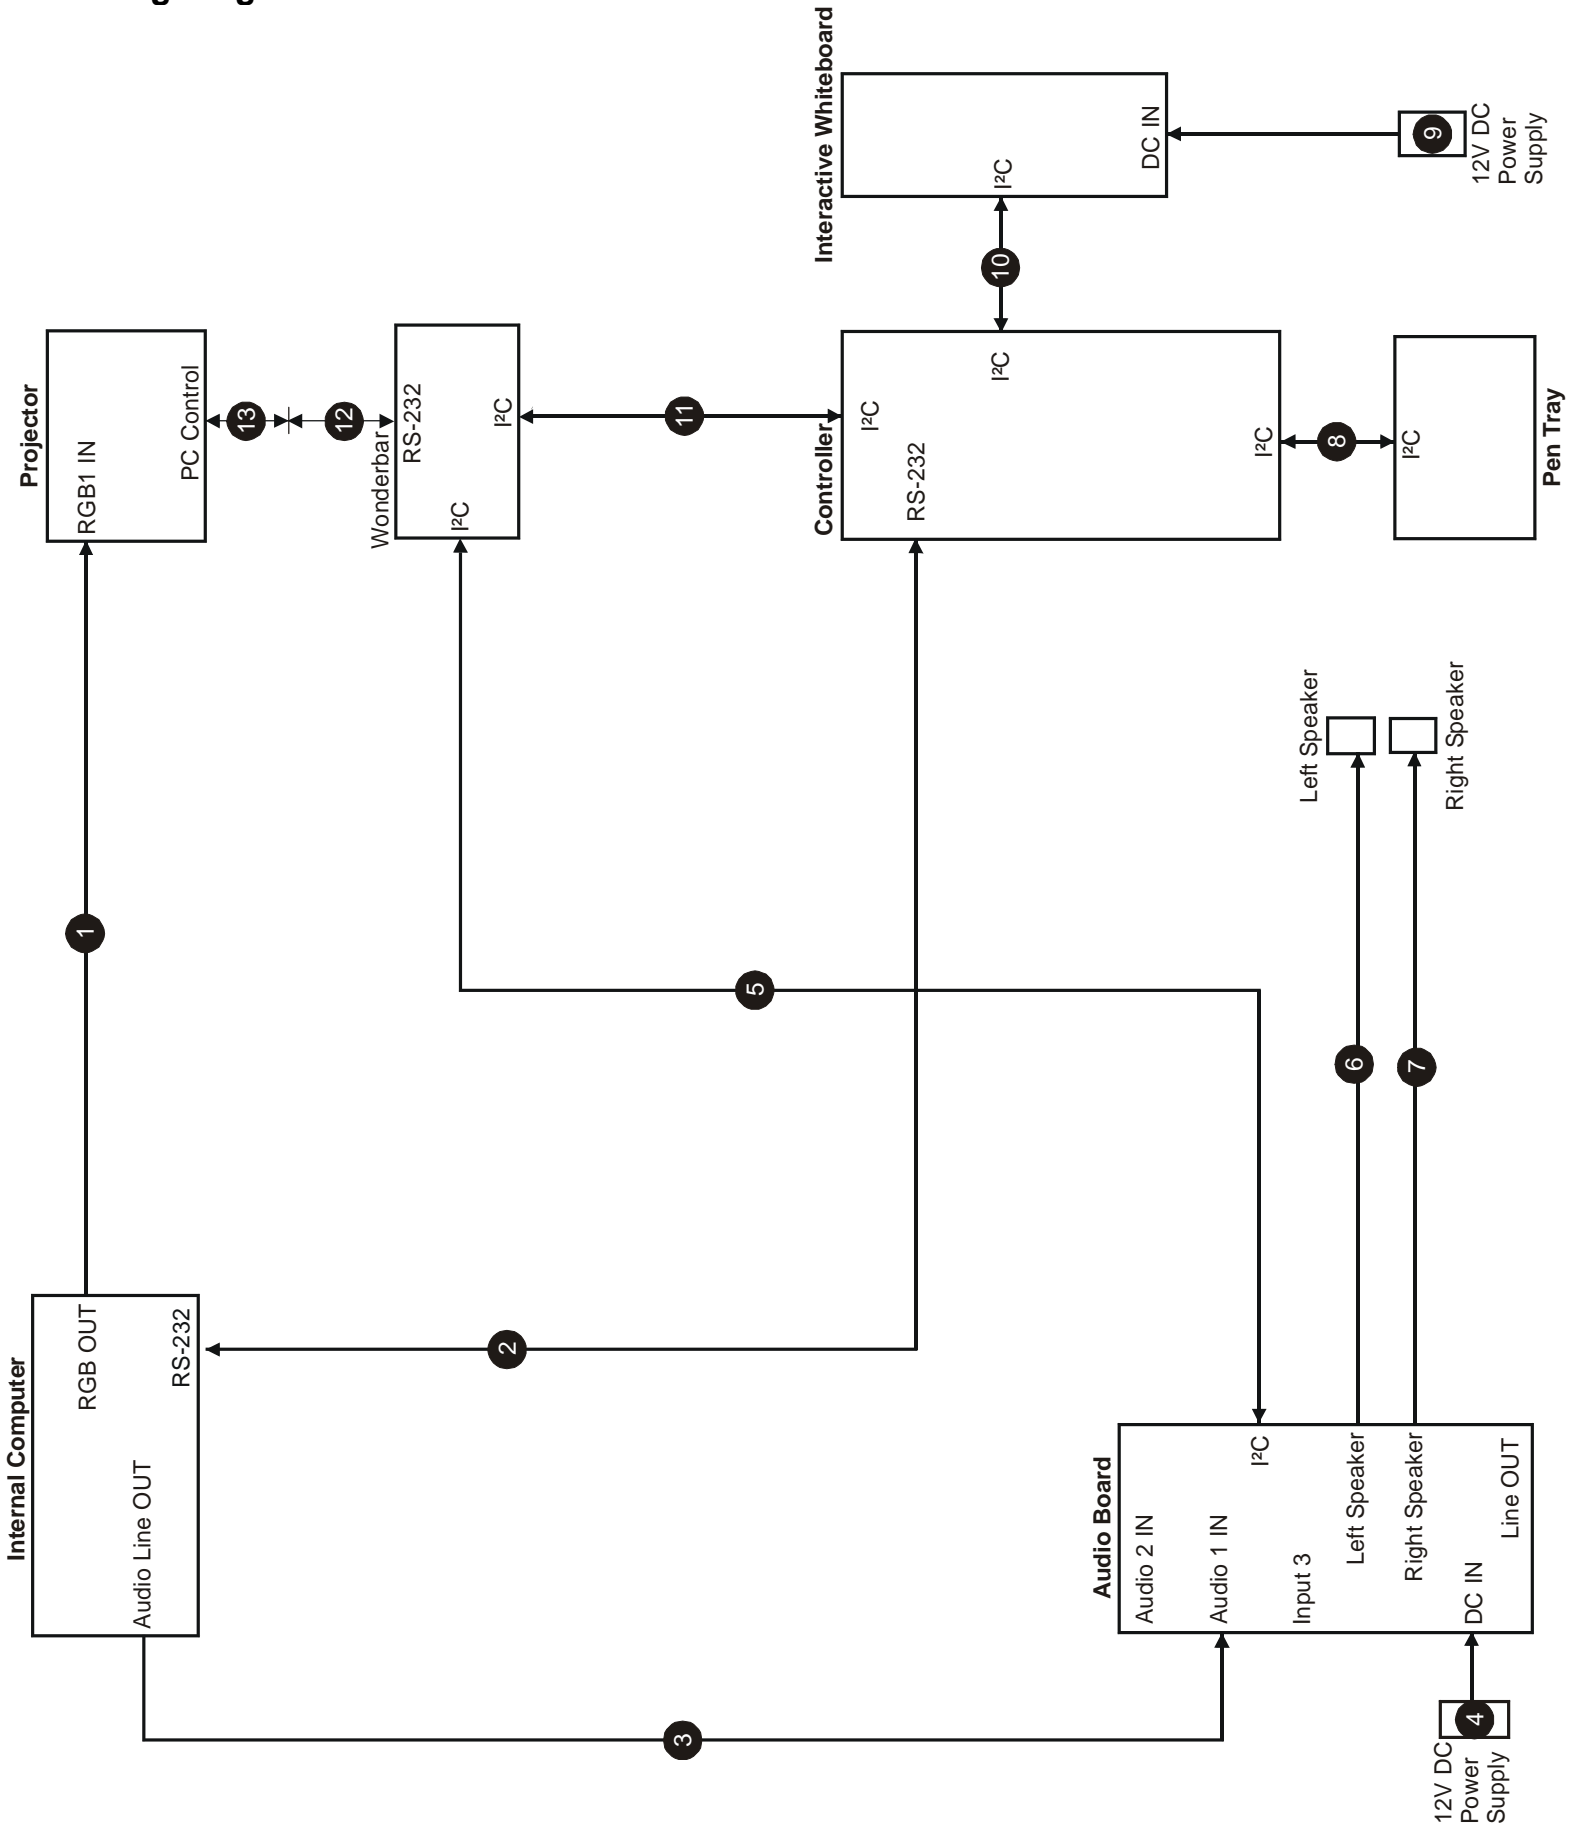 Internal Computer
RGB OUT
Audio Line OUT
RS-232
1
Projector
RGB1 IN
PC Control
13
12
Wonderbar
RS-232
I²C
I²C
11
5
2
3
Controller
I²C
RS-232
I²C
I²C
10
Interactive Whiteboard
I²C
DC IN
9
12V DC
Power
Supply
8
I²C
Pen Tray
Audio Board
Audio 2 IN
Audio 1 IN
I²C
Input 3
Left Speaker
Right Speaker
DC IN
Line OUT
6
7
Left Speaker
Right Speaker
4
12V DC
Power
Supply